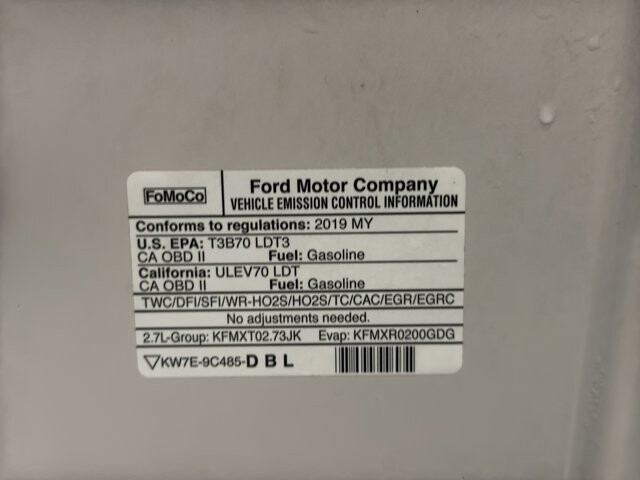 FoMoCo
Ford Motor Company
VEHICLE EMISSION CONTROL INFORMATION
Conforms to regulations: 2019 MY
U.S. EPA: T3B70 LDT3
CA OBD II Fuel: Gasoline
California: ULEV70 LDT
CA OBD II Fuel: Gasoline
TWC/DFI/SFI/WR-HO2S/HO2S/TC/CAC/EGR/EGRC
No adjustments needed.
2.7L-Group: KFMXT02.73JK Evap: KFMXR0200GDG
KW7E-9C485-D B L